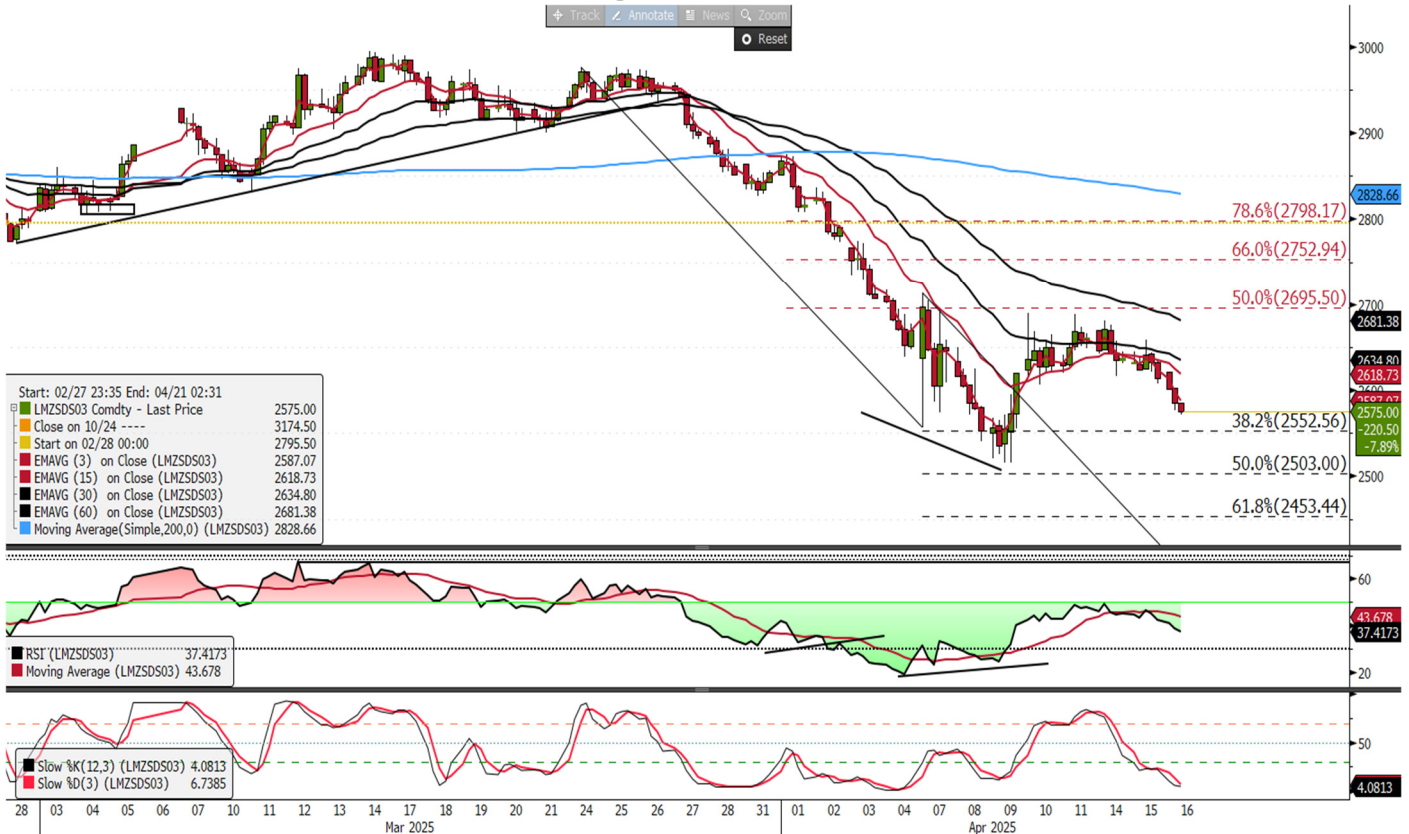 Track Annotate News Zoom
Reset
3000
2900
2828.66
2800
78.6%(2798.17)
66.0%(2752.94)
2700
50.0%(2695.50)
2681.38
2634.80
2618.73
2587.07
2575.00
-220.50
-7.89%
38.2%(2552.56)
50.0%(2503.00)
2500
61.8%(2453.44)
Start: 02/27 23:35 End: 04/21 02:31
LMZSDS03 Comdty - Last Price 2575.00
Close on 10/24 ---- 3174.50
Start on 02/28 00:00 2795.50
EMAVG (3) on Close (LMZSDS03) 2587.07
EMAVG (15) on Close (LMZSDS03) 2618.73
EMAVG (30) on Close (LMZSDS03) 2634.80
EMAVG (60) on Close (LMZSDS03) 2681.38
Moving Average(Simple,200,0) (LMZSDS03) 2828.66
60
43.678
37.4173
20
RSI (LMZSDS03) 37.4173
Moving Average (LMZSDS03) 43.678
50
4.0813
Slow %K(12,3) (LMZSDS03) 4.0813
Slow %D(3) (LMZSDS03) 6.7385
28 03 04 05 06 07 10 11 12 13 14 17 18 19 20 21 24 25 26 27 28 31 01 02 03 04 07 08 09 10 11 14 15 16
Mar 2025 Apr 2025